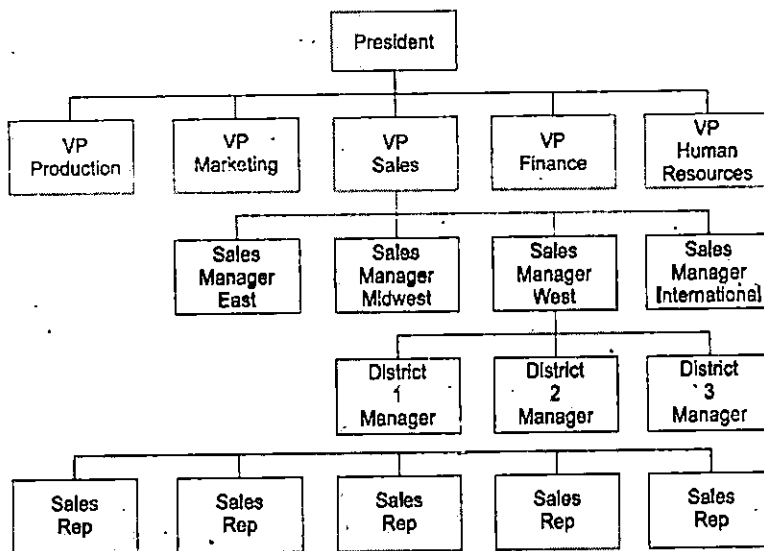 President
VP
Production
VP
Marketing
VP
Sales
VP
Finance
VP
Human
Resources
Sales
Manager
East
Sales
Manager
Midwest
Sales
Manager
West
Sales
Manager
International
District
1
Manager
District
2
Manager
District
3
Manager
Sales
Rep
Sales
Rep
Sales
Rep
Sales
Rep
Sales
Rep